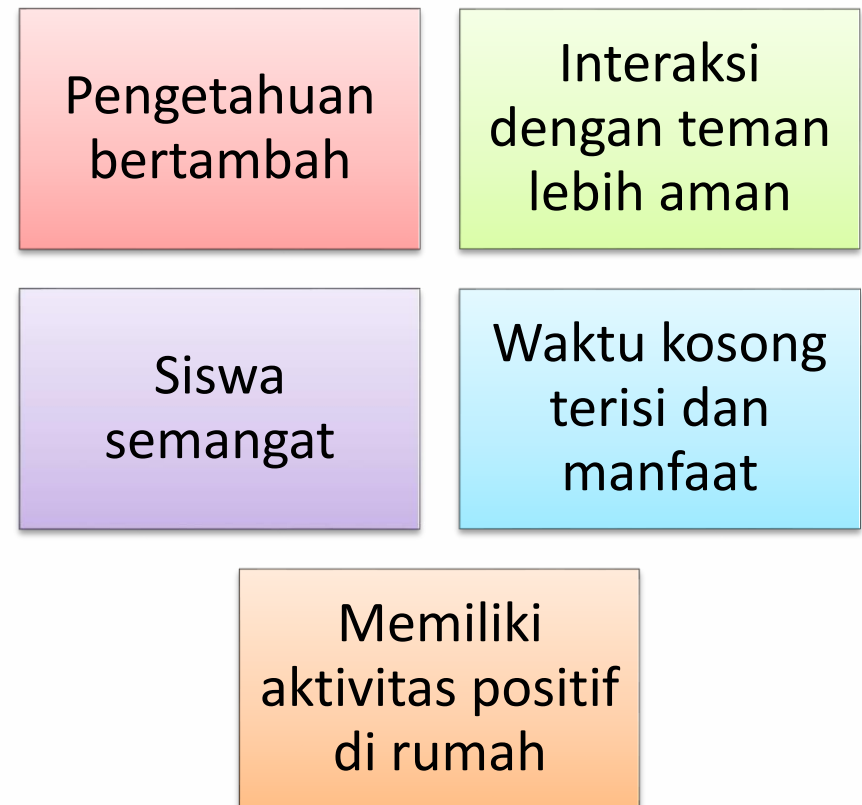 Pengetahuan
bertambah
Interaksi
dengan teman
lebih aman
Siswa
semangat
Waktu kosong
terisi dan
manfaat
Memiliki
aktivitas positif
di rumah